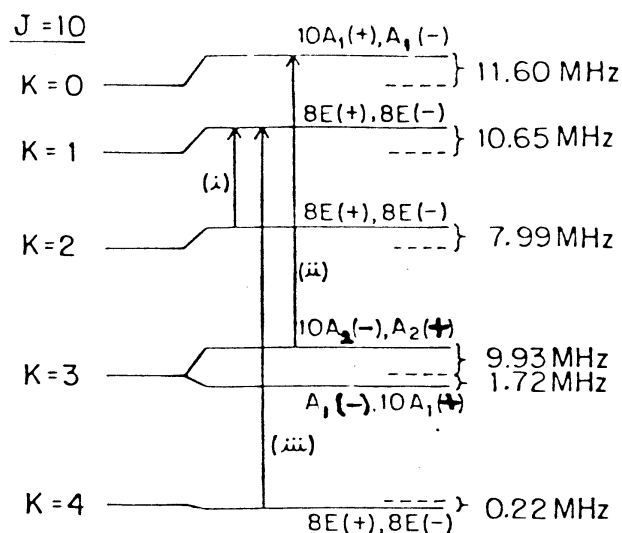 J = 10
10A₁(+), A₁(-)
K = 0
11.60 MHz
8E(+), 8E(-)
K = 1
10.65 MHz
(i)
8E(+), 8E(-)
K = 2
7.99 MHz
(ii)
10A₂(-), A₂(+)
K = 3
9.93 MHz
1.72 MHz
A₁(-). 10A₁(+)
(iii)
K = 4
0.22 MHz
8E(+), 8E(-)